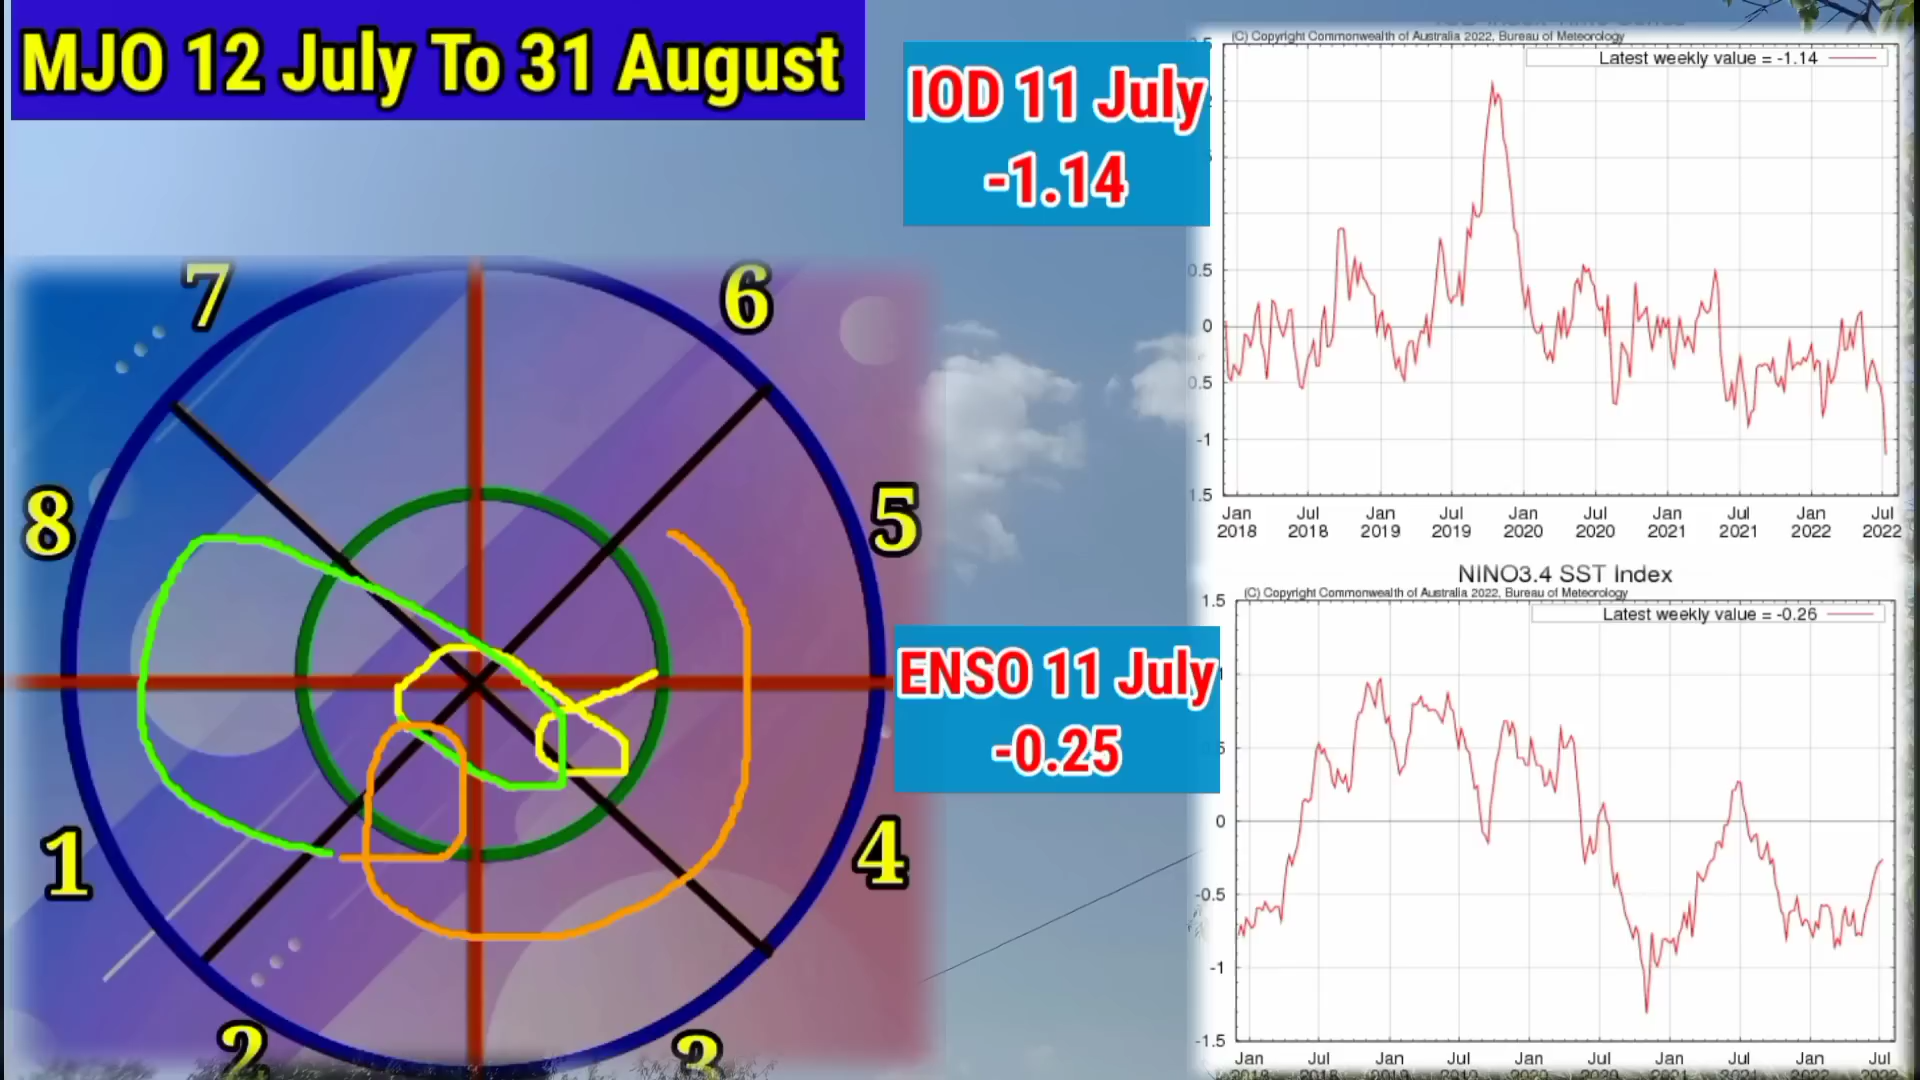 MJO 12 July To 31 August
7
6
8
5
1
4
2
3
IOD 11 July
-1.14
(C) Copyright Commonwealth of Australia 2022, Bureau of Meteorology
Latest weekly value = -1.14
0.5
0
0.5
-1
1.5
Jan Jul Jan Jul Jan Jul Jan Jul Jan Jul
2018 2018 2019 2019 2020 2020 2021 2021 2022 2022
ENSO 11 July
-0.25
NINO3.4 SST Index
(C) Copyright Commonwealth of Australia 2022, Bureau of Meteorology
1.5
Latest weekly value = -0.26
0
-0.5
-1
-1.5
Jan Jul Jan Jul Jan Jul Jan Jul Jan Jul